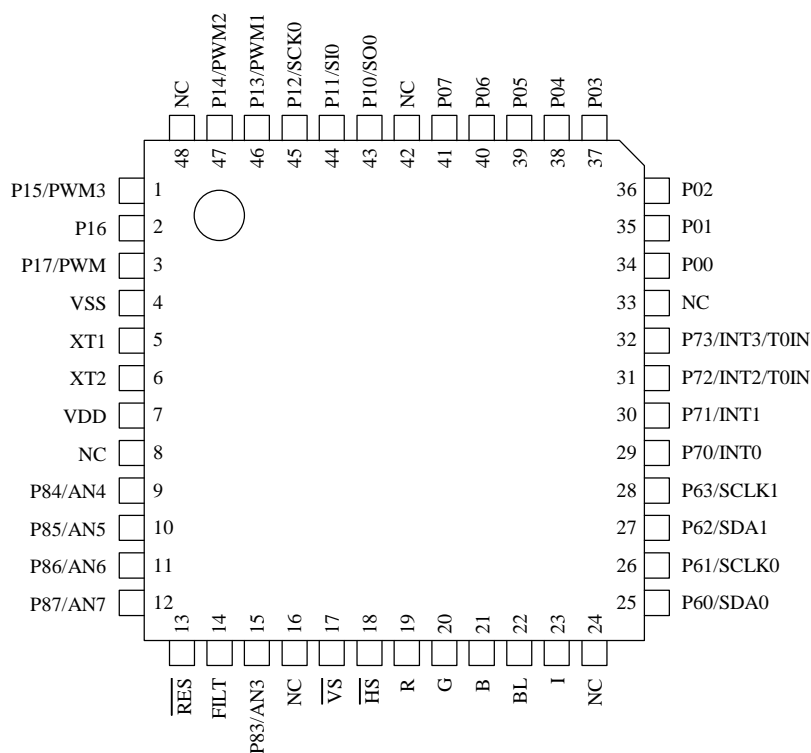 NC
P14/PWM2
P13/PWM1
P12/SCK0
P11/SI0
P10/SO0
NC
P07
P06
P05
P04
P03
48
47
46
45
44
43
42
41
40
39
38
37
P15/PWM3 1 36 P02
P16 2 35 P01
P17/PWM 3 34 P00
VSS 4 33 NC
XT1 5 32 P73/INT3/T0IN
XT2 6 31 P72/INT2/T0IN
VDD 7 30 P71/INT1
NC 8 29 P70/INT0
P84/AN4 9 28 P63/SCLK1
P85/AN5 10 27 P62/SDA1
P86/AN6 11 26 P61/SCLK0
P87/AN7 12 25 P60/SDA0
13
14
15
16
17
18
19
20
21
22
23
24
RES
FILT
P83/AN3
NC
VS
HS
R
G
B
BL
I
NC